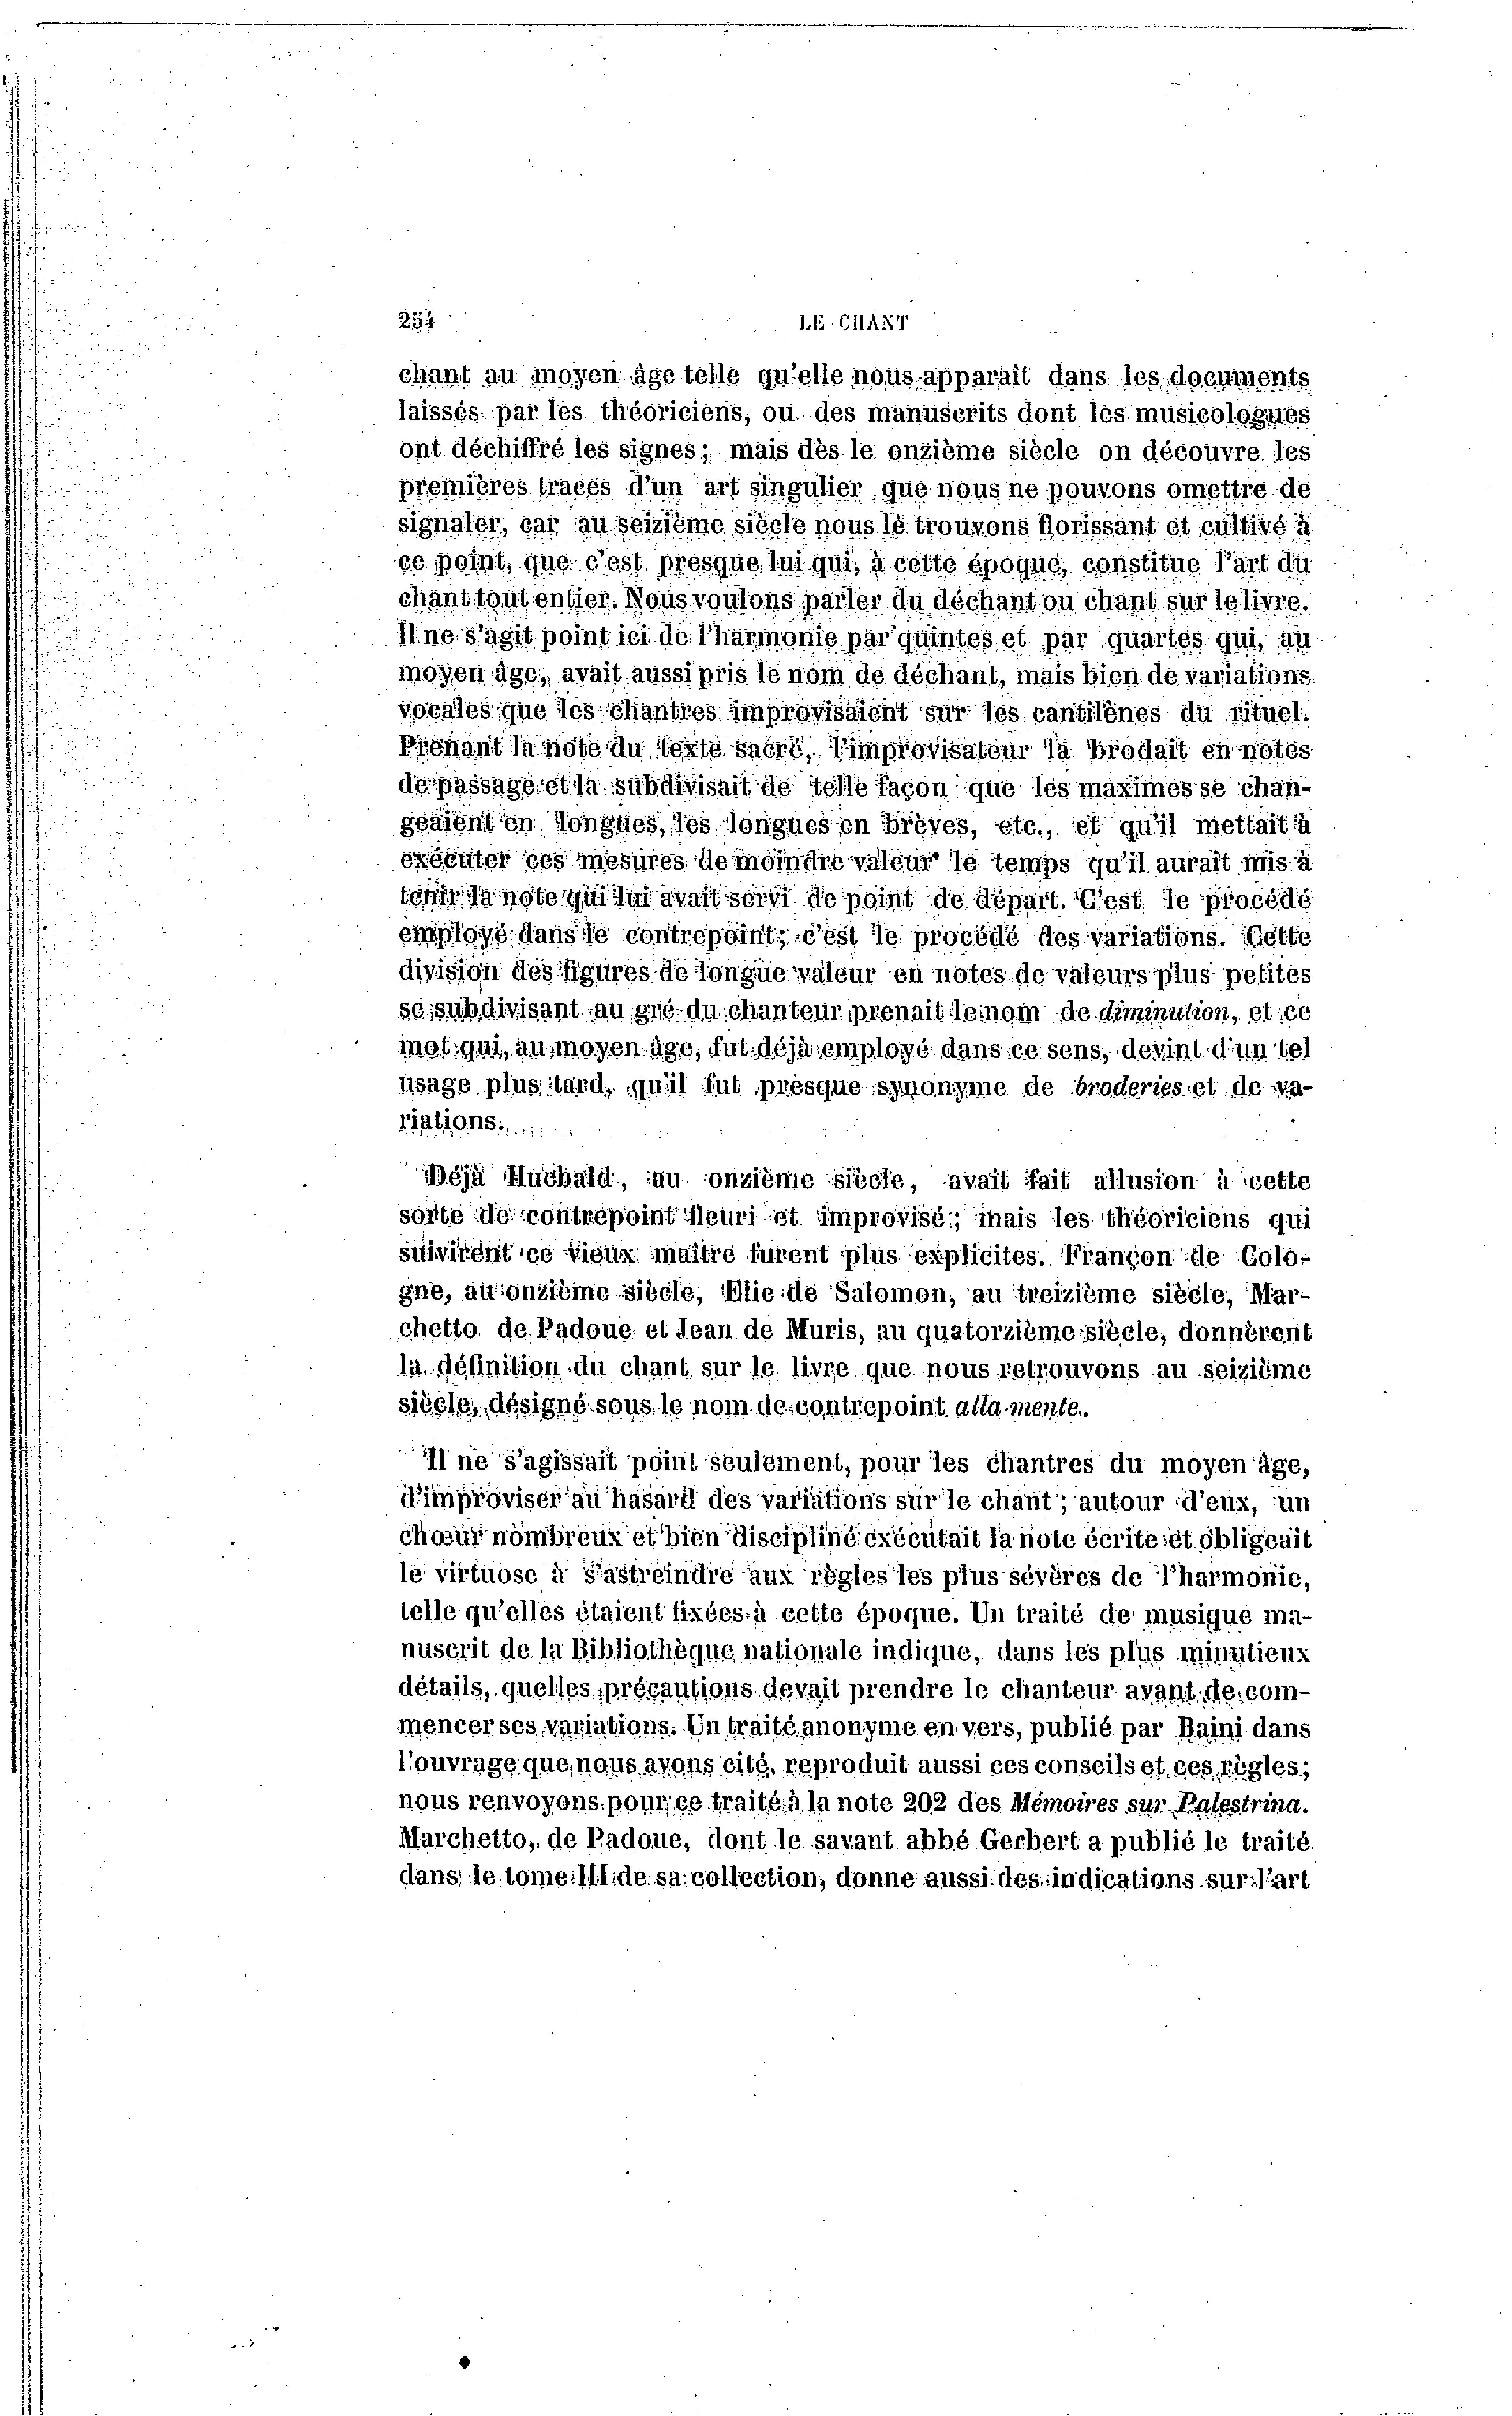 254 LE CHANT
chant au moyen âge telle qu'elle nous apparaît dans les documents
laissés par les théoriciens, ou des manuscrits dont les musicologues
ont déchiffré les signes; mais dès le onzième siècle on découvre les
premières traces d'un art singulier que nous ne pouvons omettre de
signaler, car au seizième siècle nous le trouvons florissant et cultivé à
ce point, que c'est presque lui qui, à cette époque, constitue l'art du
chant tout entier. Nous voulons parler du déchant ou chant sur le livre.
Il ne s'agit point ici de l'harmonie par quintes et par quartes qui, au
moyen âge, avait aussi pris le nom de déchant, mais bien de variations
vocales que les chantres improvisaient sur les cantilènes du rituel.
Prenant la note du texte sacré, l'improvisateur la brodait en notes
de passage et la subdivisait de telle façon que les maximes se chan-
geaient en longues, les longues en brèves, etc., et qu'il mettait à
exécuter ces mesures de moindre valeur le temps qu'il aurait mis à
tenir la note qui lui avait servi de point de départ. C'est le procédé
employé dans le contrepoint; c'est le procédé des variations. Cette
division des figures de longue valeur en notes de valeurs plus petites
se subdivisant au gré du chanteur prenait le nom de diminution, et ce
mot qui, au moyen âge, fut déjà employé dans ce sens, devint d'un tel
usage plus tard, qu'il fut presque synonyme de broderies et de va-
riations.
Déjà Hucbald, au onzième siècle, avait fait allusion à cette
sorte de contrepoint fleuri et improvisé; mais les théoriciens qui
suivirent ce vieux maître furent plus explicites. Françon de Colo-
gne, au onzième siècle, Élie de Salomon, au treizième siècle, Mar-
chetto de Padoue et Jean de Muris, au quatorzième siècle, donnèrent
la définition du chant sur le livre que nous retrouvons au seizième
siècle, désigné sous le nom de contrepoint alla mente.
Il ne s'agissait point seulement, pour les chantres du moyen âge,
d'improviser au hasard des variations sur le chant; autour d'eux, un
chœur nombreux et bien discipliné exécutait la note écrite et obligeait
le virtuose à s'astreindre aux règles les plus sévères de l'harmonie,
telle qu'elles étaient fixées à cette époque. Un traité de musique ma-
nuscrit de la Bibliothèque nationale indique, dans les plus minutieux
détails, quelles précautions devait prendre le chanteur avant de com-
mencer ses variations. Un traité anonyme en vers, publié par Baini dans
l'ouvrage que nous avons cité, reproduit aussi ces conseils et ces règles;
nous renvoyons pour ce traité à la note 202 des Mémoires sur Palestrina.
Marchetto, de Padoue, dont le savant abbé Gerbert a publié le traité
dans le tome III de sa collection, donne aussi des indications sur l'art